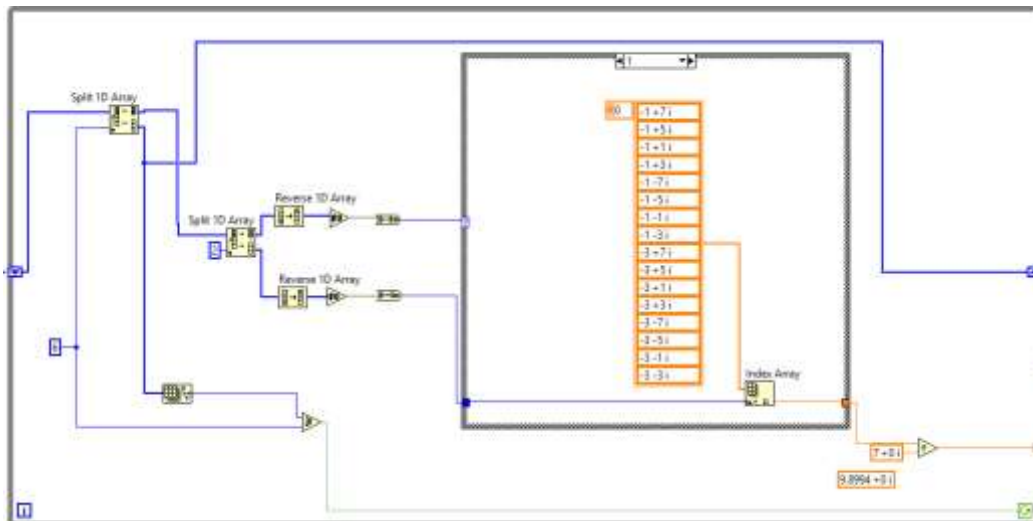 1
Split 1D Array
-1 +7 i
-1 +5 i
-1 +1 i
-1 +3 i
-1 -7 i
-1 -5 i
-1 -1 i
-1 -3 i
-3 +7 i
-3 +5 i
-3 +1 i
-3 +3 i
-3 -7 i
-3 -5 i
-3 -1 i
-3 -3 i
Reverse 1D Array
Split 1D Array
Reverse 1D Array
Index Array
7 +0 i
9.8994 +0 i
i